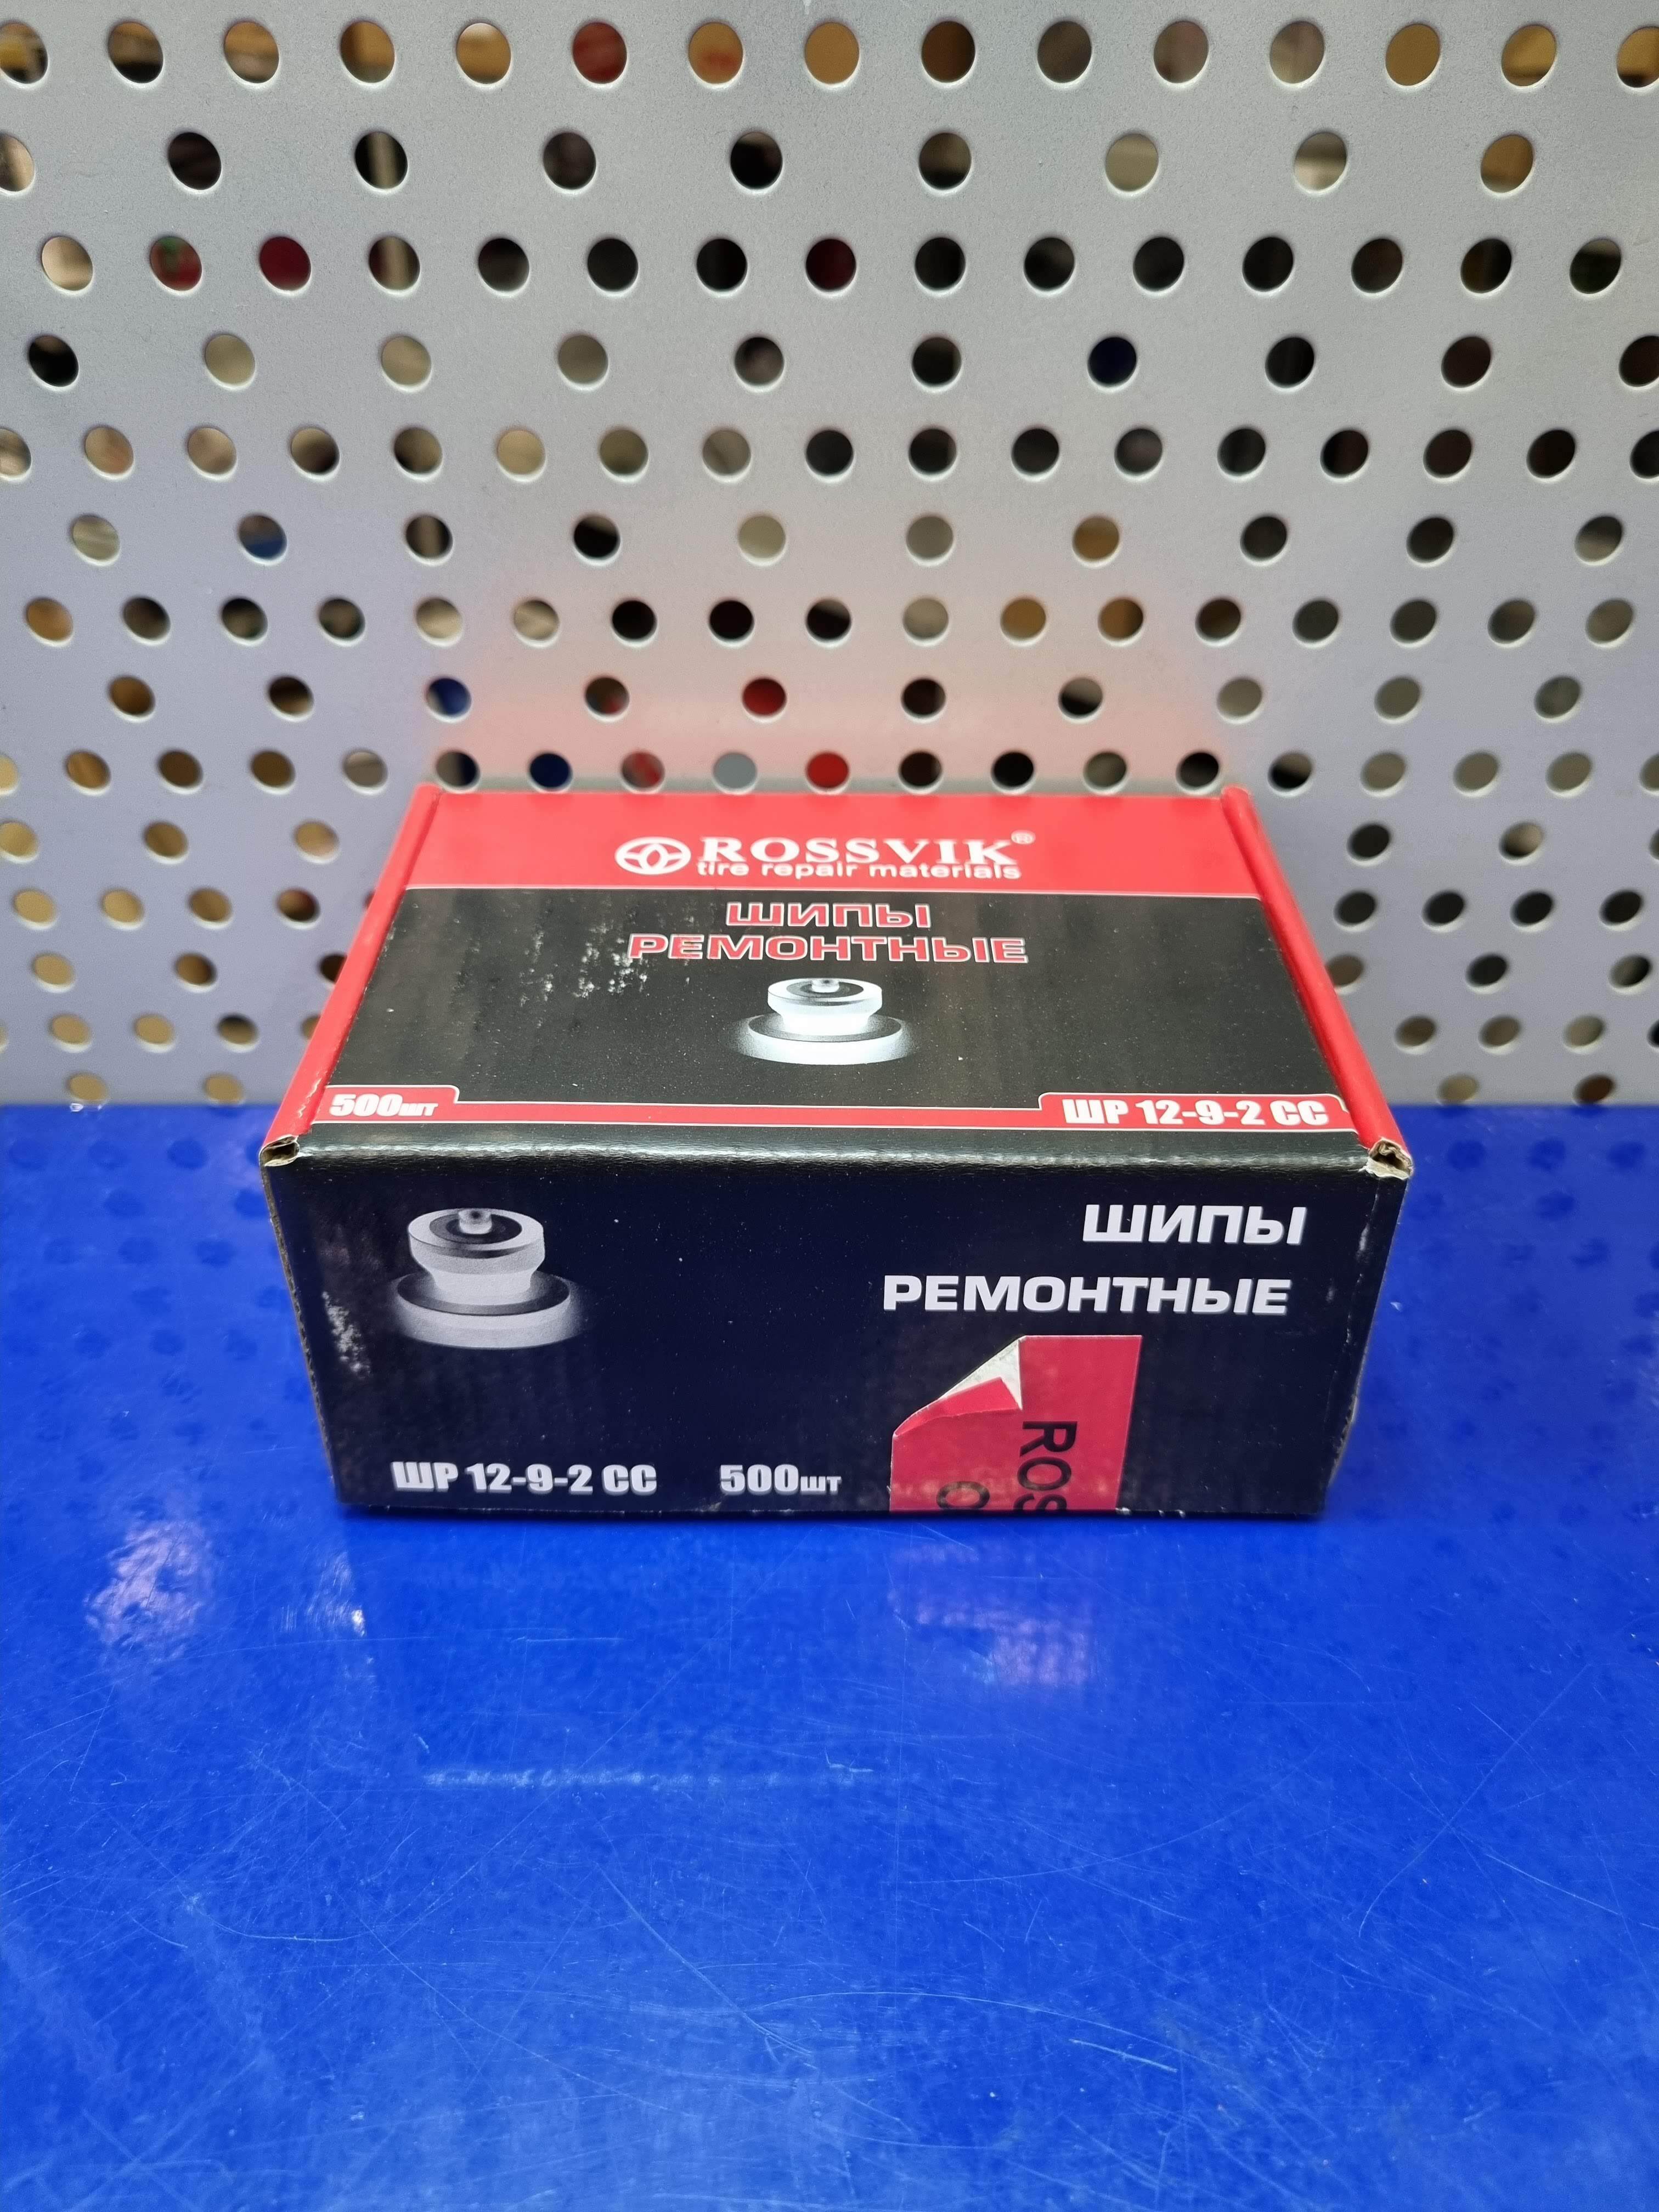 ROSSVIK®
tire repair materials
ШИПЫ
РЕМОНТНЫЕ
500шт
ШР 12-9-2 СС
ШИПЫ
РЕМОНТНЫЕ
ШР 12-9-2 СС
500шт
ROS